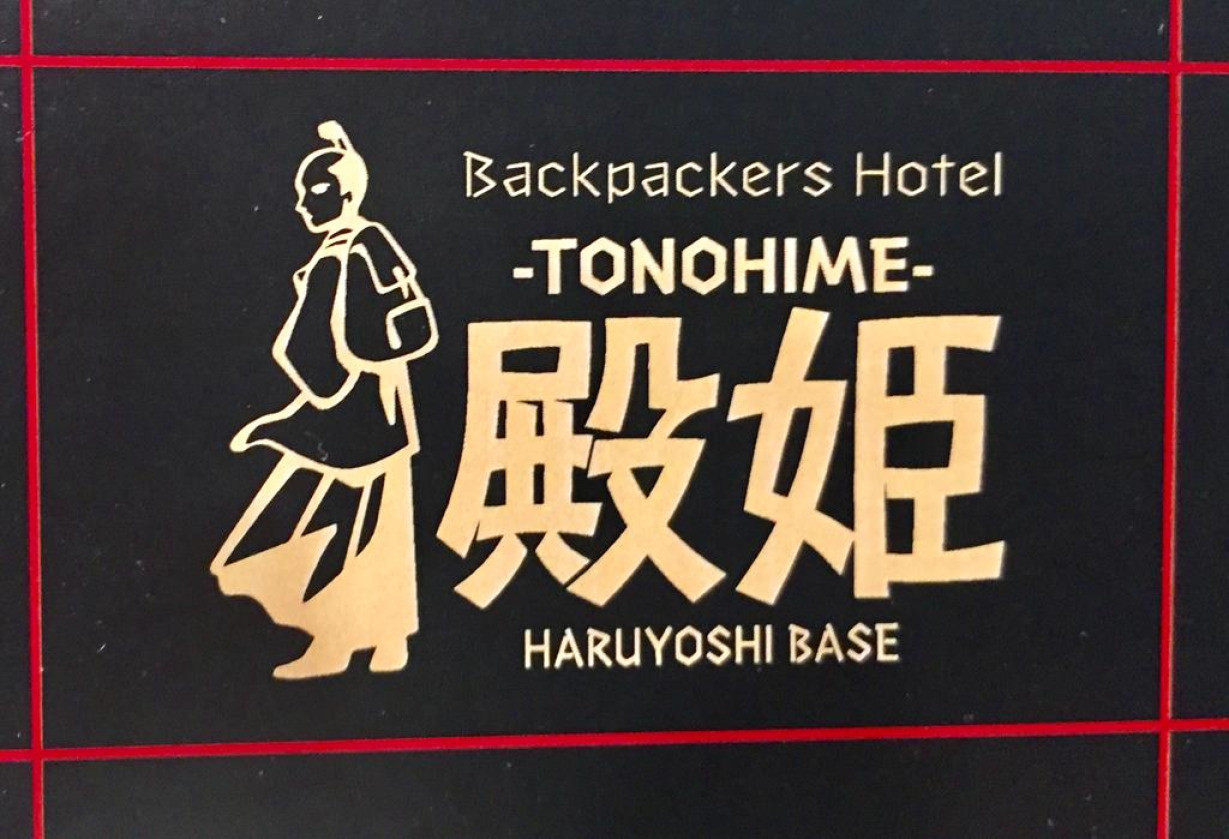 Backpackers Hotel
-TONOHIME-
殿姫
HARUYOSHI BASE